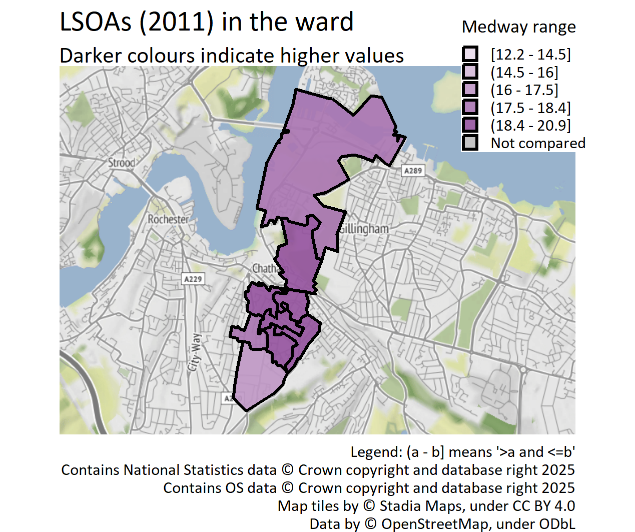 LSOAs (2011) in the ward
Darker colours indicate higher values
Medway range
[12.2 - 14.5]
(14.5 - 16]
(16 - 17.5]
(17.5 - 18.4]
(18.4 - 20.9]
Not compared
Strood
A289
Rochester
Gillingham
Chath
A229
City Way
A2
Legend: (a - b] means '>a and <=b'
Contains National Statistics data © Crown copyright and database right 2025
Contains OS data © Crown copyright and database right 2025
Map tiles by © Stadia Maps, under CC BY 4.0
Data by © OpenStreetMap, under ODbL